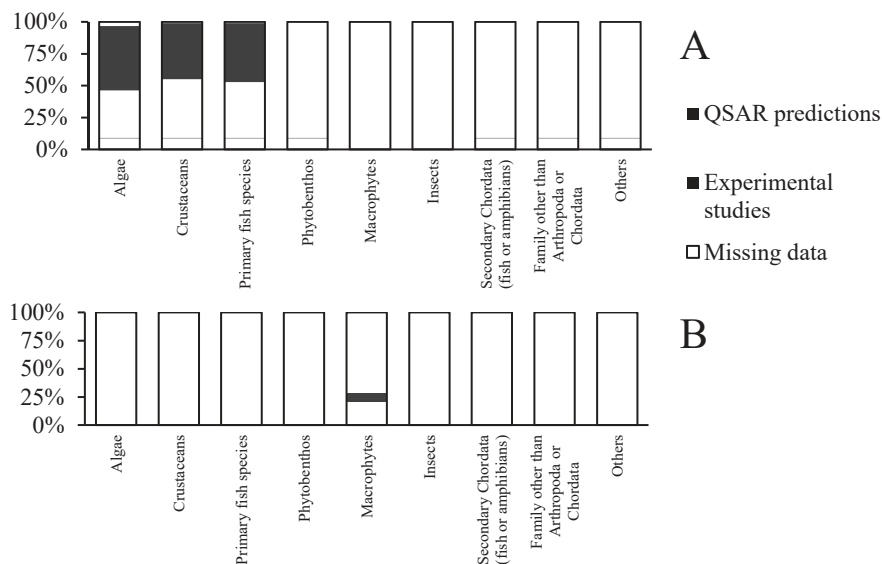 100%
75%
50%
25%
0%
Algae
Crustaceans
Primary fish species
Phytobenthos
Macrophytes
Insects
Secondary Chordata
(fish or amphibians)
Family other than
Arthropoda or
Chordata
Others
A
QSAR predictions
Experimental
studies
Missing data
100%
75%
50%
25%
0%
Algae
Crustaceans
Primary fish species
Phytobenthos
Macrophytes
Insects
Secondary Chordata
(fish or amphibians)
Family other than
Arthropoda or
Chordata
Others
B